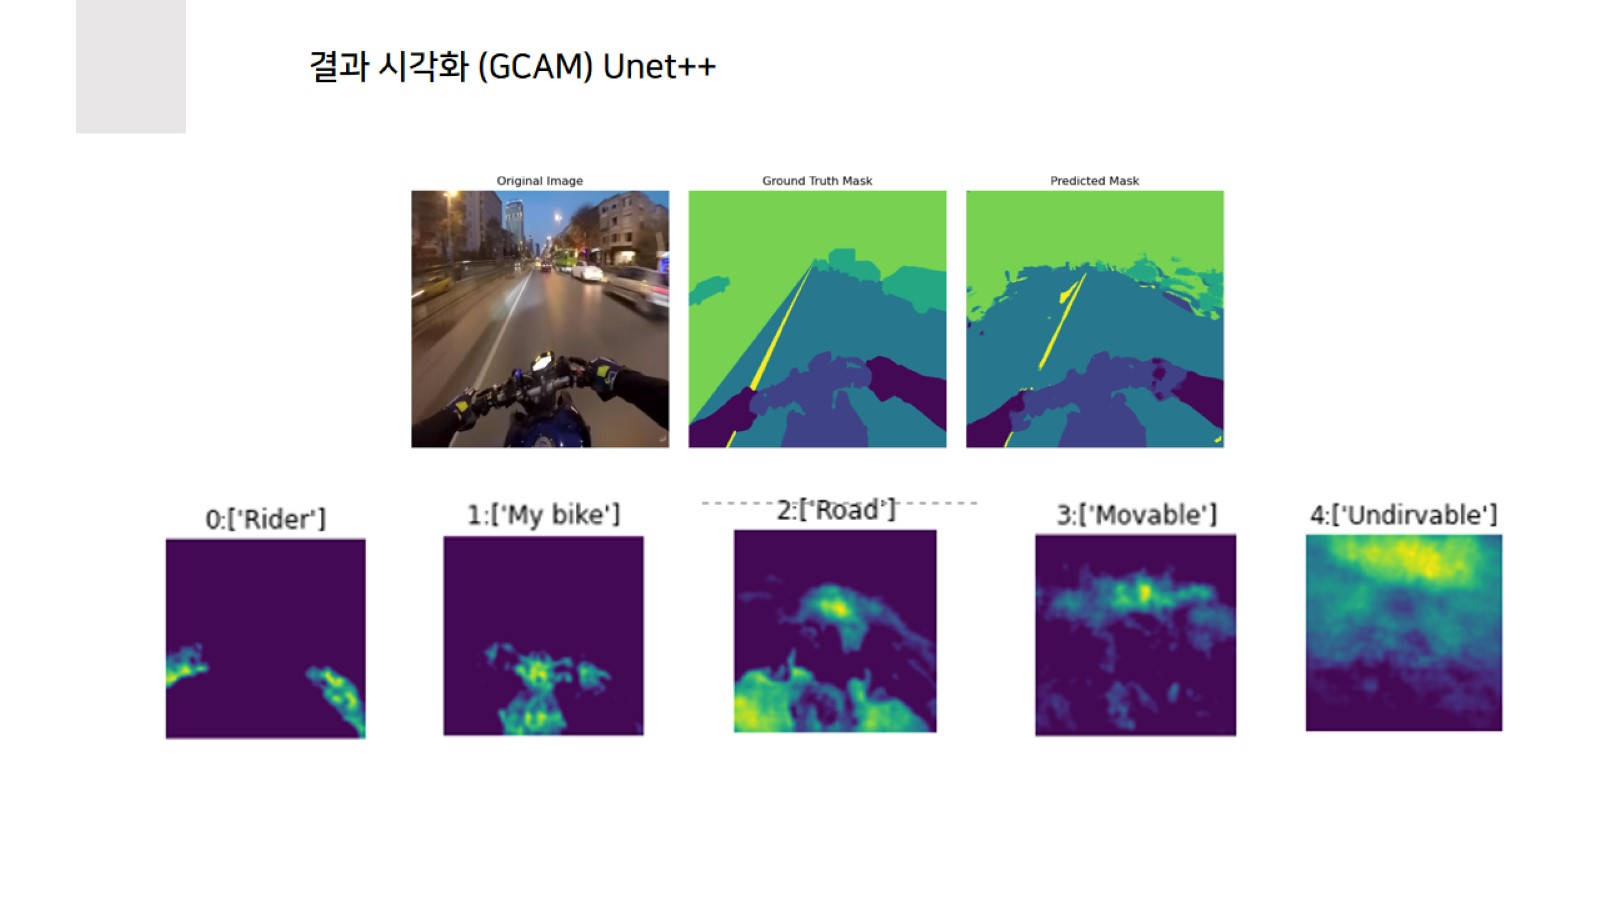 결과 시각화 (GCAM) Unet++
Original Image
Ground Truth Mask
Predicted Mask
0:['Rider']
1:['My bike']
2:['Road']
3:['Movable']
4:['Undirvable']